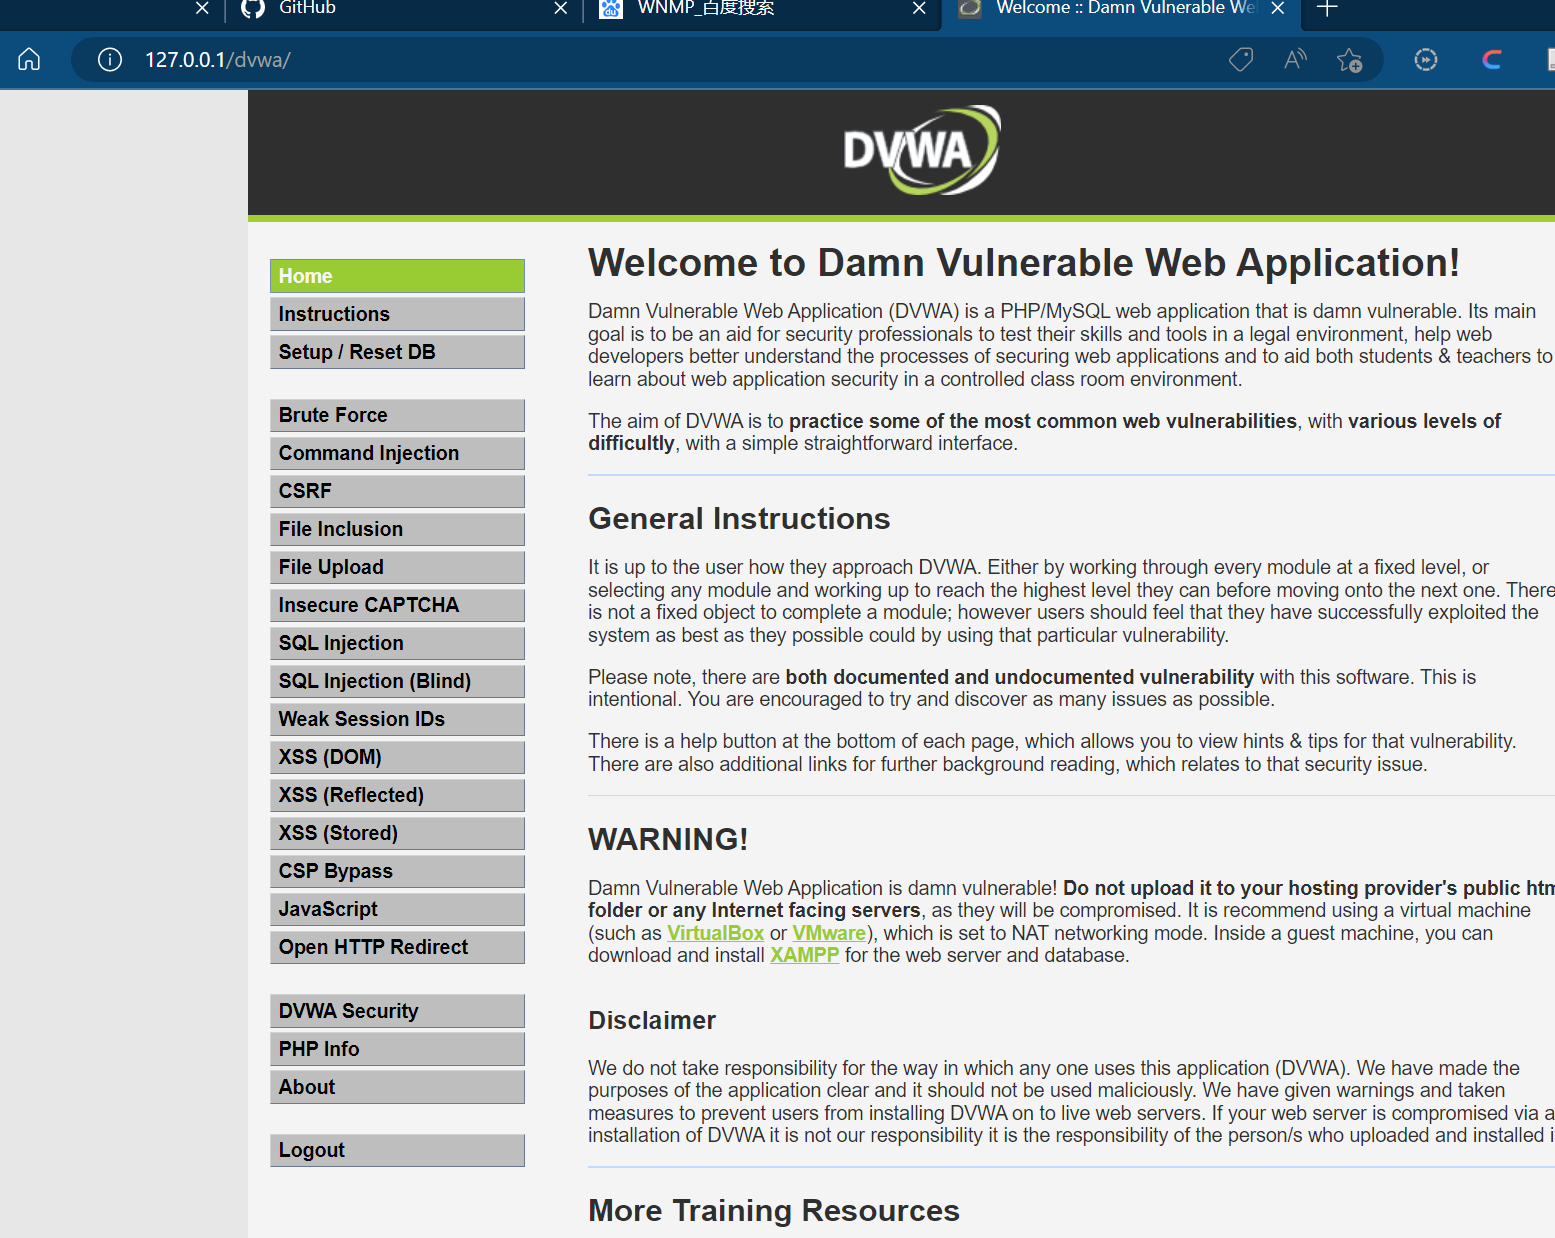 GitHub
WNMP_百度搜索
Welcome :: Damn Vulnerable We
127.0.0.1/dvwa/
DVWA
Home
Instructions
Setup / Reset DB
Brute Force
Command Injection
CSRF
File Inclusion
File Upload
Insecure CAPTCHA
SQL Injection
SQL Injection (Blind)
Weak Session IDs
XSS (DOM)
XSS (Reflected)
XSS (Stored)
CSP Bypass
JavaScript
Open HTTP Redirect
DVWA Security
PHP Info
About
Logout
Welcome to Damn Vulnerable Web Application!
Damn Vulnerable Web Application (DVWA) is a PHP/MySQL web application that is damn vulnerable. Its main
goal is to be an aid for security professionals to test their skills and tools in a legal environment, help web
developers better understand the processes of securing web applications and to aid both students & teachers to
learn about web application security in a controlled class room environment.
The aim of DVWA is to practice some of the most common web vulnerabilities, with various levels of
difficultly, with a simple straightforward interface.
General Instructions
It is up to the user how they approach DVWA. Either by working through every module at a fixed level, or
selecting any module and working up to reach the highest level they can before moving onto the next one. There
is not a fixed object to complete a module; however users should feel that they have successfully exploited the
system as best as they possible could by using that particular vulnerability.
Please note, there are both documented and undocumented vulnerability with this software. This is
intentional. You are encouraged to try and discover as many issues as possible.
There is a help button at the bottom of each page, which allows you to view hints & tips for that vulnerability.
There are also additional links for further background reading, which relates to that security issue.
WARNING!
Damn Vulnerable Web Application is damn vulnerable! Do not upload it to your hosting provider's public htm
folder or any Internet facing servers, as they will be compromised. It is recommend using a virtual machine
(such as VirtualBox or VMware), which is set to NAT networking mode. Inside a guest machine, you can
download and install XAMPP for the web server and database.
Disclaimer
We do not take responsibility for the way in which any one uses this application (DVWA). We have made the
purposes of the application clear and it should not be used maliciously. We have given warnings and taken
measures to prevent users from installing DVWA on to live web servers. If your web server is compromised via a
installation of DVWA it is not our responsibility it is the responsibility of the person/s who uploaded and installed i
More Training Resources